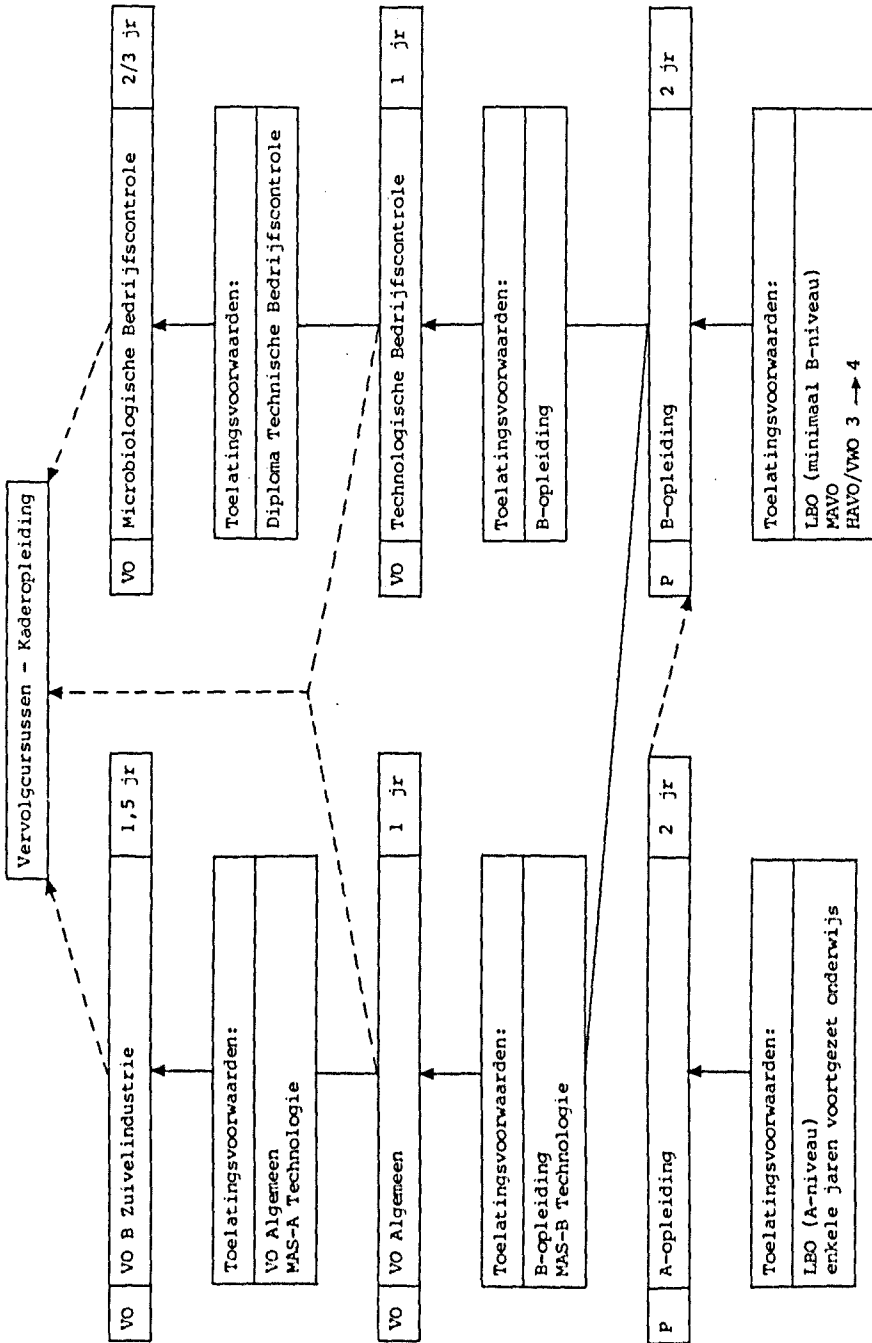 Vervolgcursussen - Kaderopleiding
VO VO B Zuivelindustrie 1,5 jr
Toelatingsvoorwaarden:
VO Algemeen
MAS-A Technologie
VO VO Algemeen 1 jr
Toelatingsvoorwaarden:
B-opleiding
MAS-B Technologie
P A-opleiding 2 jr
Toelatingsvoorwaarden:
LBO (A-niveau)
enkele jaren voortgezet onderwijs
VO Microbiologische Bedrijfscontrole 2/3 jr
Toelatingsvoorwaarden:
Diploma Technische Bedrijfscontrole
VO Technologische Bedrijfscontrole 1 jr
Toelatingsvoorwaarden:
B-opleiding
P B-opleiding 2 jr
Toelatingsvoorwaarden:
LBO (minimaal B-niveau)
MAVO
HAVO/VWO 3 → 4